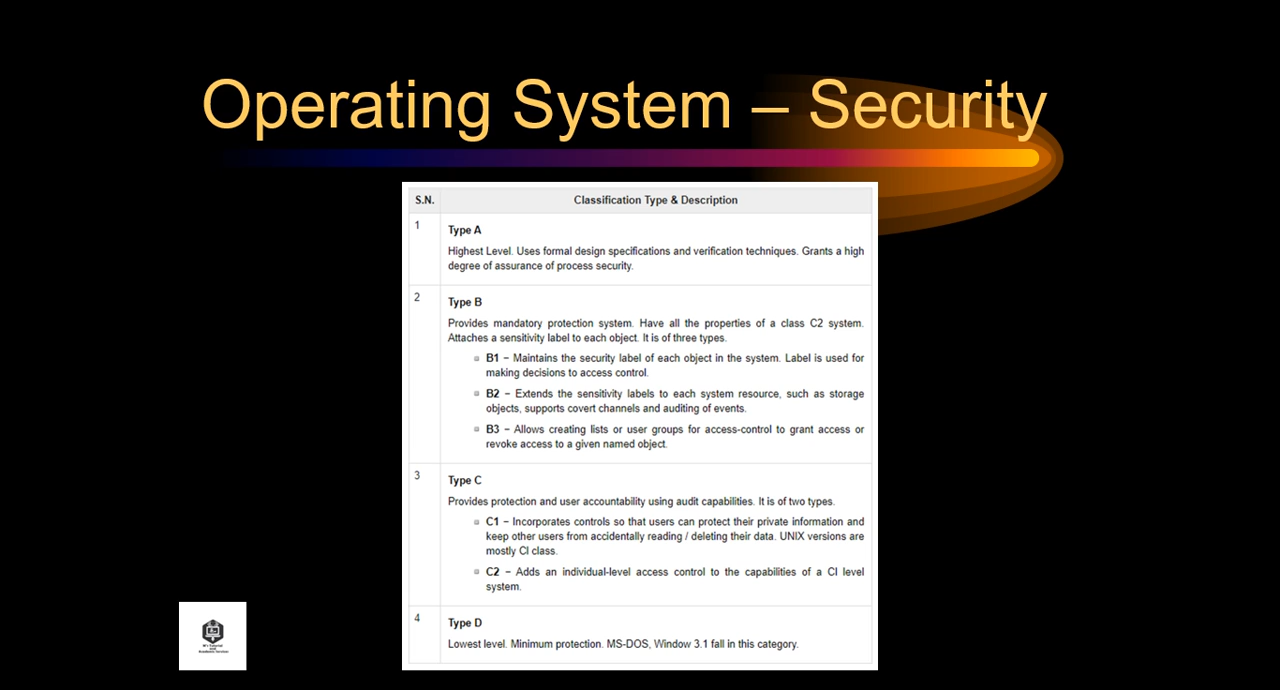 Operating System – Security
S.N.
Classification Type & Description
1
Type A
Highest Level. Uses formal design specifications and verification techniques. Grants a high
degree of assurance of process security.
2
Type B
Provides mandatory protection system. Have all the properties of a class C2 system.
Attaches a sensitivity label to each object. It is of three types.
B1 − Maintains the security label of each object in the system. Label is used for
making decisions to access control.
B2 − Extends the sensitivity labels to each system resource, such as storage
objects, supports covert channels and auditing of events.
B3 − Allows creating lists or user groups for access-control to grant access or
revoke access to a given named object.
3
Type C
Provides protection and user accountability using audit capabilities. It is of two types.
C1 − Incorporates controls so that users can protect their private information and
keep other users from accidentally reading / deleting their data. UNIX versions are
mostly Cl class.
C2 − Adds an individual-level access control to the capabilities of a Cl level
system.
4
Type D
Lowest level. Minimum protection. MS-DOS, Window 3.1 fall in this category.